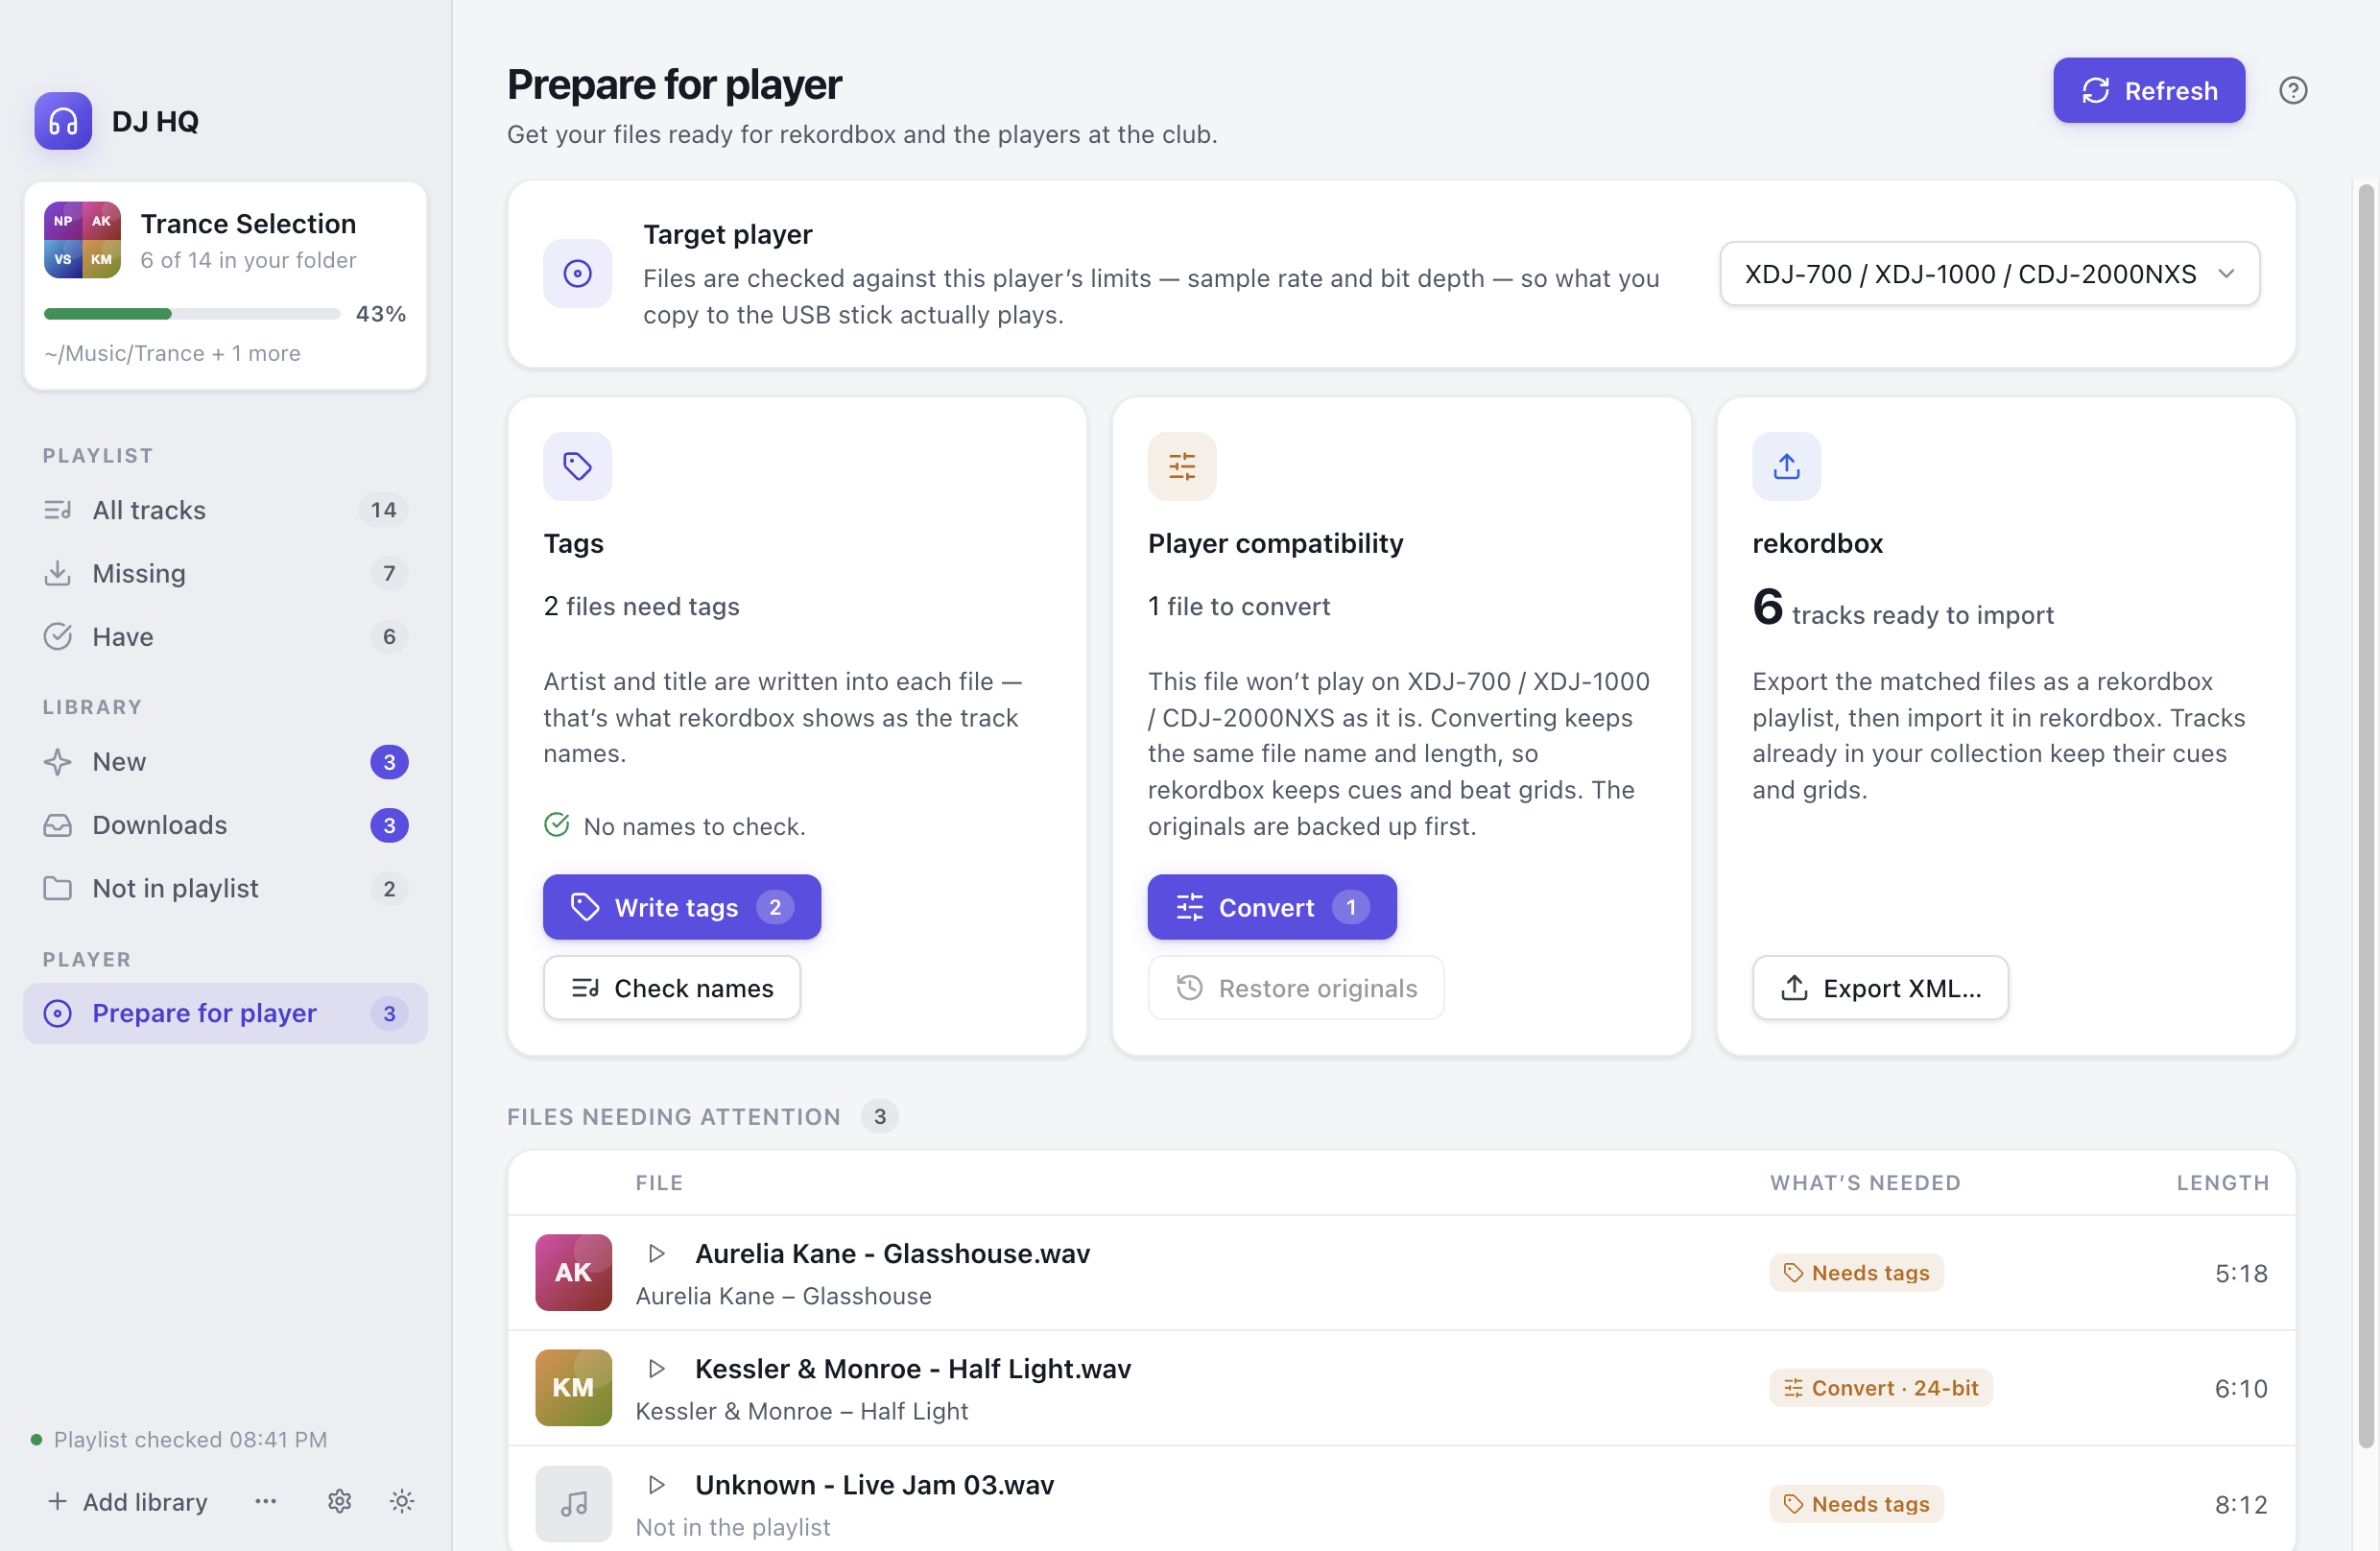 DJ HQ
NP AK
VS KM
Trance Selection
6 of 14 in your folder
43%
~/Music/Trance + 1 more
PLAYLIST
All tracks 14
Missing 7
Have 6
LIBRARY
New 3
Downloads 3
Not in playlist 2
PLAYER
Prepare for player 3
Playlist checked 08:41 PM
+ Add library ...
Prepare for player
Get your files ready for rekordbox and the players at the club.
Refresh ?
Target player
Files are checked against this player’s limits — sample rate and bit depth — so what you
copy to the USB stick actually plays.
XDJ-700 / XDJ-1000 / CDJ-2000NXS
Tags
2 files need tags
Artist and title are written into each file —
that’s what rekordbox shows as the track
names.
No names to check.
Write tags 2
Check names
Player compatibility
1 file to convert
This file won’t play on XDJ-700 / XDJ-1000
/ CDJ-2000NXS as it is. Converting keeps
the same file name and length, so
rekordbox keeps cues and beat grids. The
originals are backed up first.
Convert 1
Restore originals
rekordbox
6 tracks ready to import
Export the matched files as a rekordbox
playlist, then import it in rekordbox. Tracks
already in your collection keep their cues
and grids.
Export XML...
FILES NEEDING ATTENTION 3
FILE WHAT’S NEEDED LENGTH
AK
Aurelia Kane - Glasshouse.wav
Aurelia Kane – Glasshouse
Needs tags
5:18
KM
Kessler & Monroe - Half Light.wav
Kessler & Monroe – Half Light
Convert · 24-bit
6:10
Unknown - Live Jam 03.wav
Not in the playlist
Needs tags
8:12